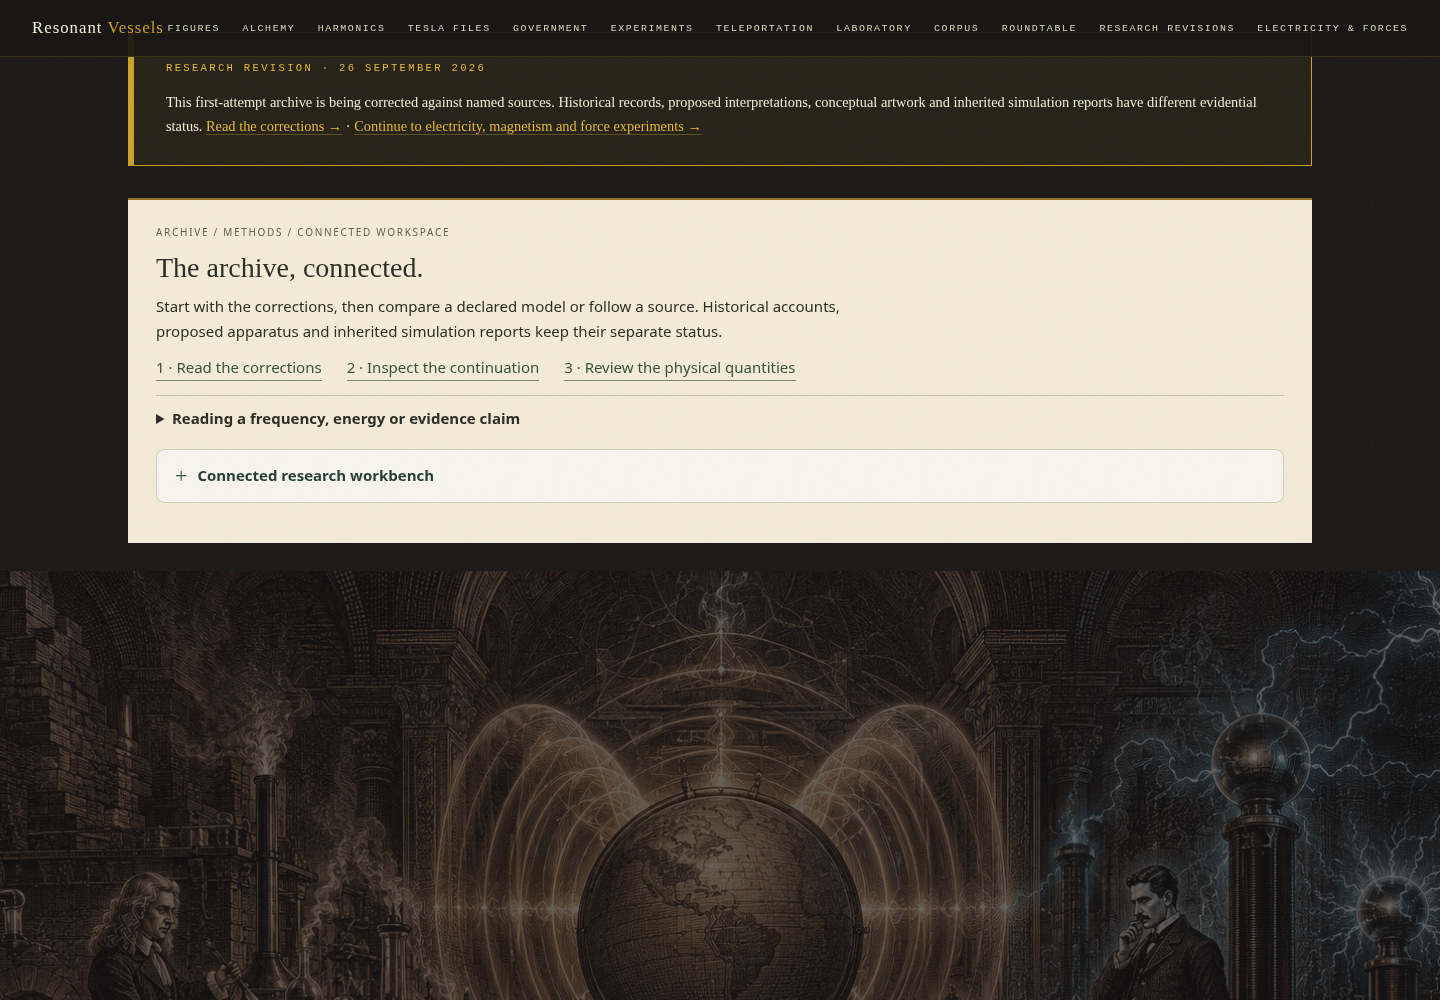 Resonant Vessels FIGURES ALCHEMY HARMONICS TESLA FILES GOVERNMENT EXPERIMENTS TELEPORTATION LABORATORY CORPUS ROUNDTABLE RESEARCH REVISIONS ELECTRICITY & FORCES
RESEARCH REVISION · 26 SEPTEMBER 2026
This first-attempt archive is being corrected against named sources. Historical records, proposed interpretations, conceptual artwork and inherited simulation reports have different evidential
status. Read the corrections → · Continue to electricity, magnetism and force experiments →
ARCHIVE / METHODS / CONNECTED WORKSPACE
The archive, connected.
Start with the corrections, then compare a declared model or follow a source. Historical accounts,
proposed apparatus and inherited simulation reports keep their separate status.
1 · Read the corrections 2 · Inspect the continuation 3 · Review the physical quantities
▶ Reading a frequency, energy or evidence claim
+ Connected research workbench